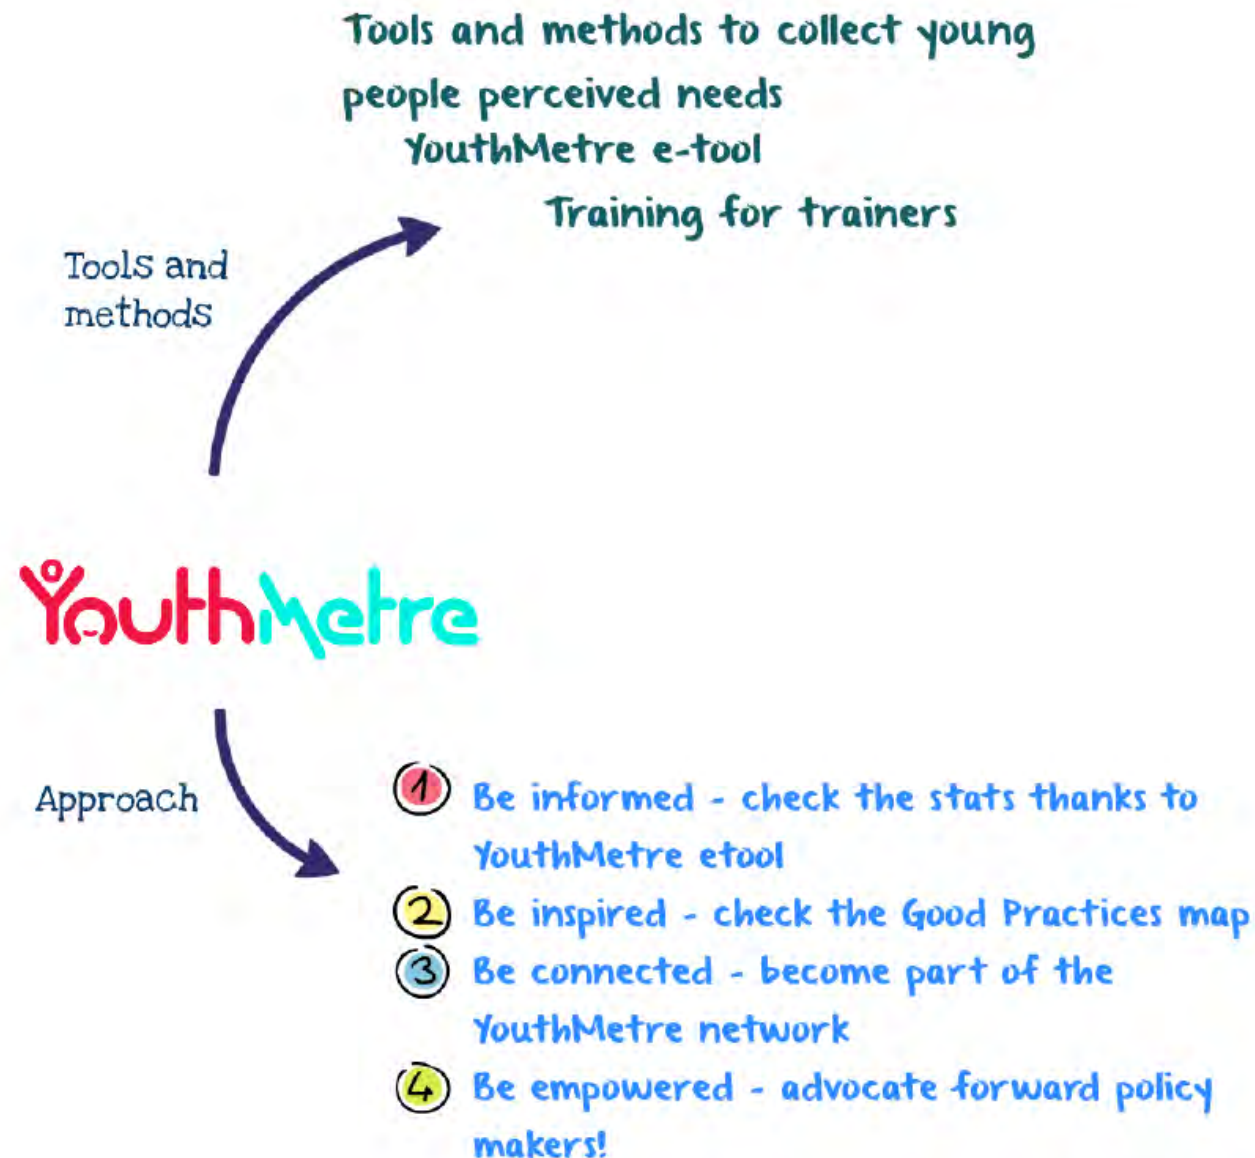 Tools and methods to collect young
people perceived needs
YouthMetre e-tool
Training for trainers
Tools and
methods
YouthMetre
Approach
1 Be informed - check the stats thanks to
YouthMetre etool
2 Be inspired - check the Good Practices map
3 Be connected - become part of the
YouthMetre network
4 Be empowered - advocate forward policy
makers!